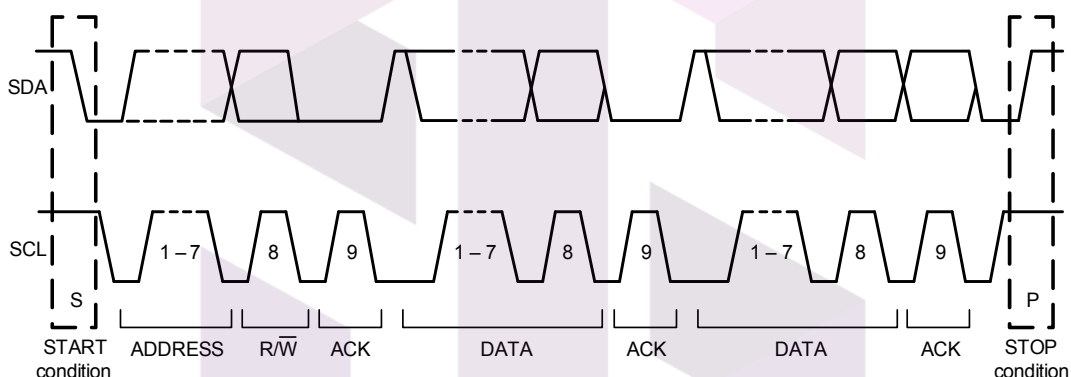 SDA
SCL
1 – 7
8
9
1 – 7
8
9
1 – 7
8
9
S
P
START
condition
ADDRESS
R/W̅
ACK
DATA
ACK
DATA
ACK
STOP
condition